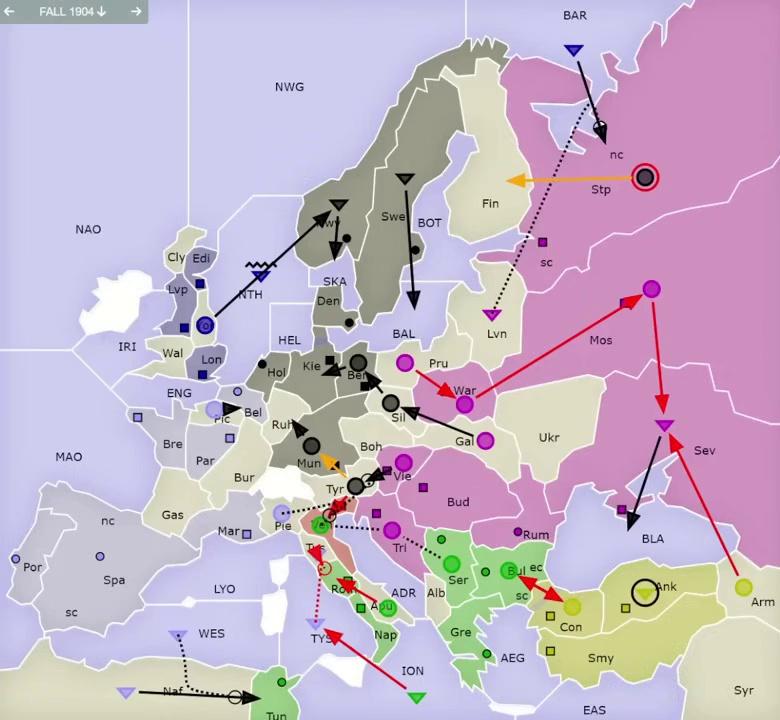 FALL 1904
BAR
NWG
nc
Stp
Fin
Swe
BOT
NAO
Cly Edi
sc
SKA
NTH
Lvp
Den
Lvn
Mos
IRI
Wal
HEL
BAL
Kie
Pru
Hol
Lon
Ber
War
ENG
Bel
Pic
Sil
Ruh
Gal
Ukr
Bre
Boh
Sev
Par
Mun
MAO
Bur
Vie
Tyr
Bud
Gas
nc
Mar
Pie
Rum
BLA
Tri
Por
Spa
Tus
Bul ec
Ank
LYO
Rom
Ser
Arm
sc
Apu
ADR
Alb
sc
Con
WES
TYS
Nap
Gre
Smy
ION
AEG
Naf
Syr
Tun
EAS